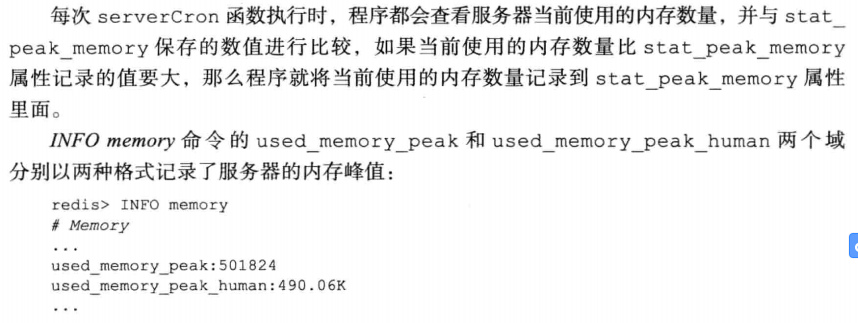 每次 serverCron 函数执行时，程序都会查看服务器当前使用的内存数量，并与 stat_
peak_memory 保存的数值进行比较，如果当前使用的内存数量比 stat_peak_memory
属性记录的值要大，那么程序就将当前使用的内存数量记录到 stat_peak_memory 属性
里面。
INFO memory 命令的 used_memory_peak 和 used_memory_peak_human 两个域
分别以两种格式记录了服务器的内存峰值：
redis> INFO memory
# Memory
...
used_memory_peak:501824
used_memory_peak_human:490.06K
...